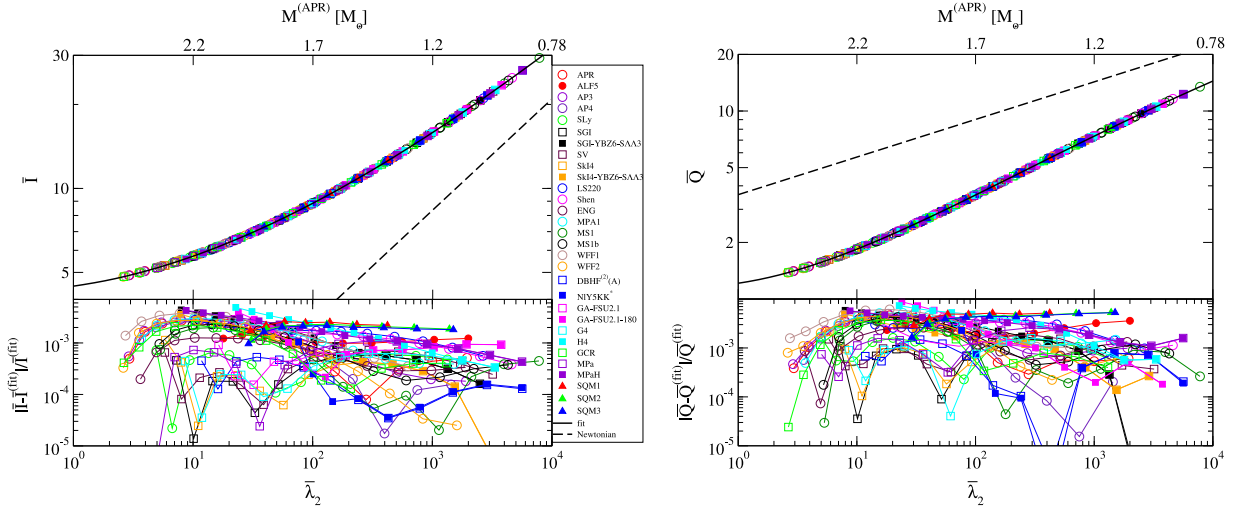 M^(APR) [M_⊙]
2.2 1.7 1.2 0.78
30
10
5
Ī
10^-3
10^-4
10^-5
|Ī-Ī^(fit)|/Ī^(fit)
10^0 10^1 10^2 10^3 10^4
λ̄_2
APR
ALF5
AP3
AP4
SLy
SGI
SGI-YBZ6-SΛΛ3
SV
SkI4
SkI4-YBZ6-SΛΛ3
LS220
Shen
ENG
MPA1
MS1
MS1b
WFF1
WFF2
DBHF^(2)(A)
NlY5KK^*
GA-FSU2.1
GA-FSU2.1-180
G4
H4
GCR
MPa
MPaH
SQM1
SQM2
SQM3
fit
Newtonian
M^(APR) [M_⊙]
2.2 1.7 1.2 0.78
20
10
5
2
Q̄
10^-3
10^-4
10^-5
|Q̄-Q̄^(fit)|/Q̄^(fit)
10^0 10^1 10^2 10^3 10^4
λ̄_2